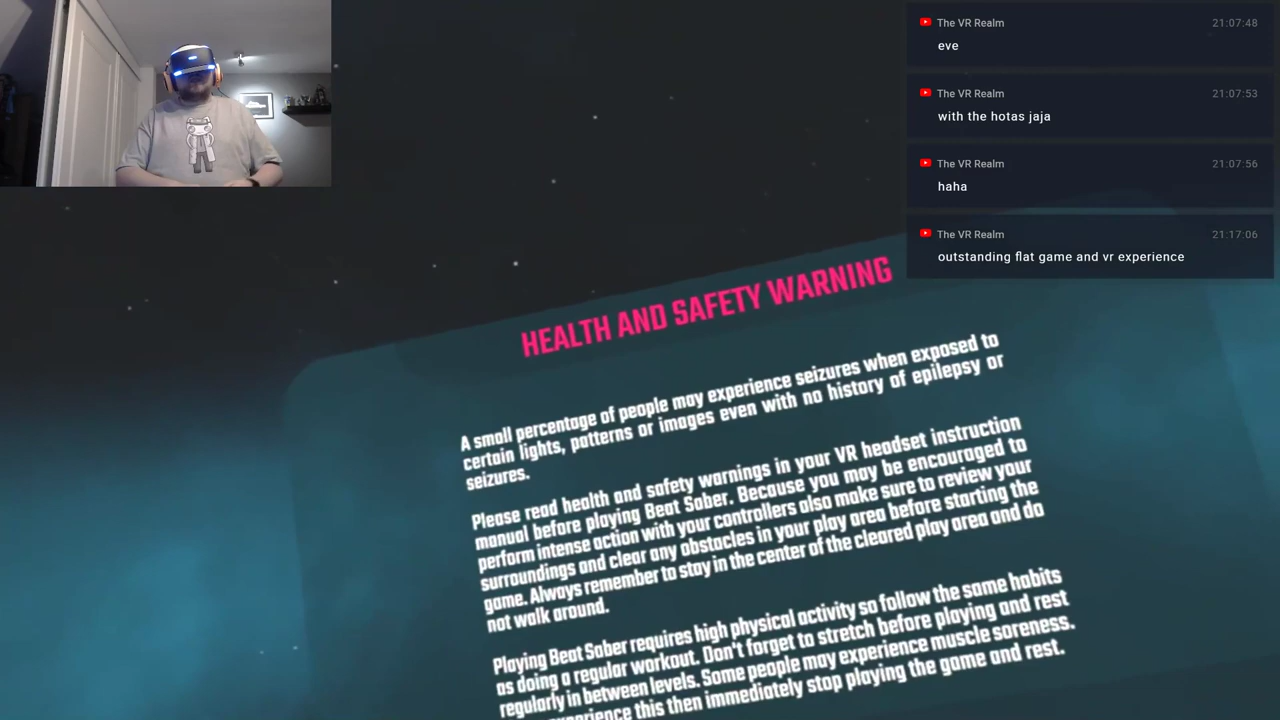 The VR Realm 21:07:48
eve
The VR Realm 21:07:53
with the hotas jaja
The VR Realm 21:07:56
haha
The VR Realm 21:17:06
outstanding flat game and vr experience
HEALTH AND SAFETY WARNING
A small percentage of people may experience seizures when exposed to
certain lights, patterns or images even with no history of epilepsy or
seizures.
Please read health and safety warnings in your VR headset instruction
manual before playing Beat Saber. Because you may be encouraged to
perform intense action with your controllers also make sure to review your
surroundings and clear any obstacles in your play area before starting the
game. Always remember to stay in the center of the cleared play area and do
not walk around.
Playing Beat Saber requires high physical activity so follow the same habits
as doing a regular workout. Don't forget to stretch before playing and rest
regularly in between levels. Some people may experience muscle soreness.
experience this then immediately stop playing the game and rest.